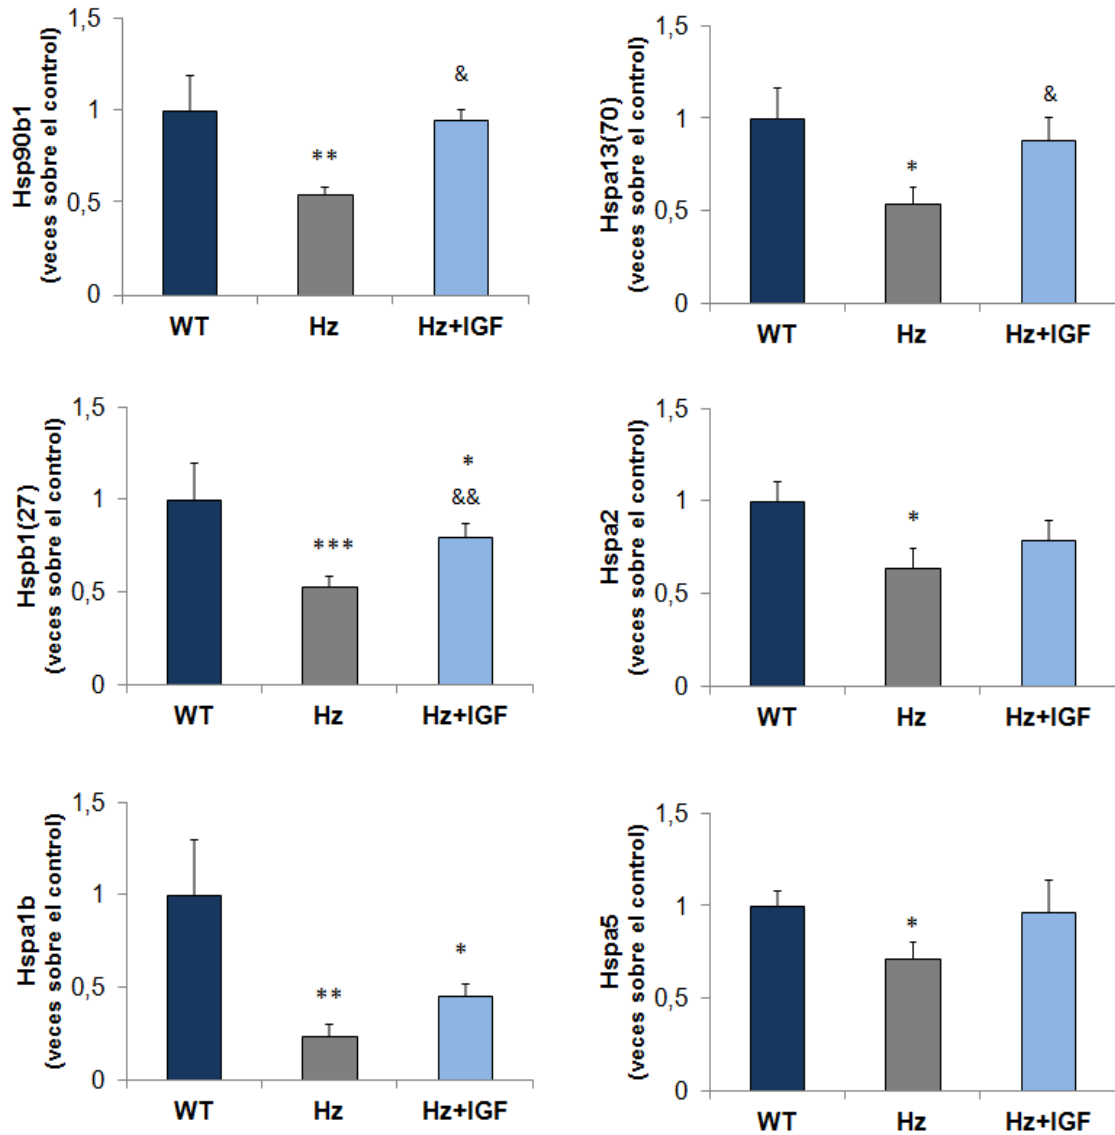 Hsp90b1
(veces sobre el control)
1,5
1
0,5
0
**
&
WT Hz Hz+IGF
Hspa13(70)
(veces sobre el control)
1,5
1
0,5
0
*
&
WT Hz Hz+IGF
Hspb1(27)
(veces sobre el control)
1,5
1
0,5
0
***
*
&&
WT Hz Hz+IGF
Hspa2
(veces sobre el control)
1,5
1
0,5
0
*
WT Hz Hz+IGF
Hspa1b
(veces sobre el control)
1,5
1
0,5
0
**
*
WT Hz Hz+IGF
Hspa5
(veces sobre el control)
1,5
1
0,5
0
*
WT Hz Hz+IGF